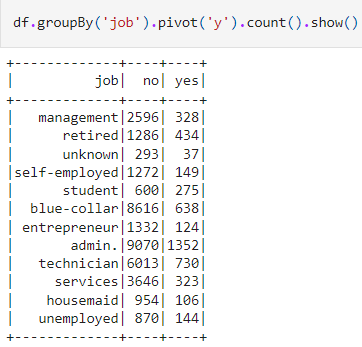 df.groupBy('job').pivot('y').count().show()
+-------------+----+----+
|          job|  no| yes|
+-------------+----+----+
|   management|2596| 328|
|      retired|1286| 434|
|      unknown| 293|  37|
|self-employed|1272| 149|
|      student| 600| 275|
|  blue-collar|8616| 638|
| entrepreneur|1332| 124|
|       admin.|9070|1352|
|   technician|6013| 730|
|     services|3646| 323|
|    housemaid| 954| 106|
|   unemployed| 870| 144|
+-------------+----+----+